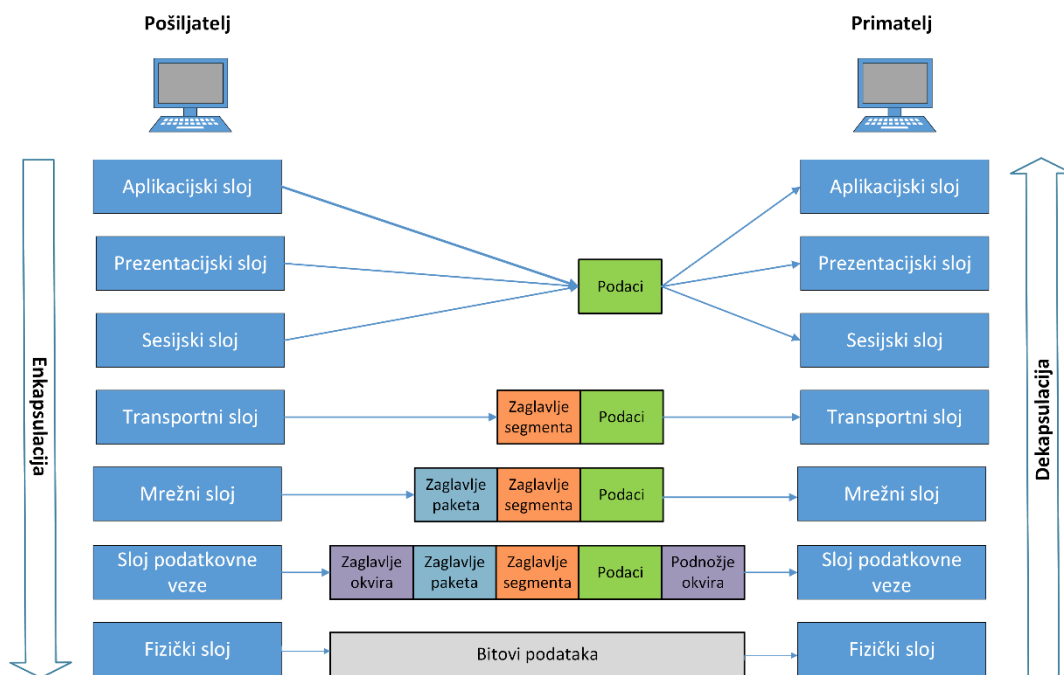 Pošiljatelj
Primatelj
Aplikacijski sloj
Aplikacijski sloj
Prezentacijski sloj
Podaci
Prezentacijski sloj
Sesijski sloj
Sesijski sloj
Enkapsulacija
Dekapsulacija
Transportni sloj
Zaglavlje
segmenta
Podaci
Transportni sloj
Mrežni sloj
Zaglavlje
paketa
Zaglavlje
segmenta
Podaci
Mrežni sloj
Sloj podatkovne
veze
Zaglavlje
okvira
Zaglavlje
paketa
Zaglavlje
segmenta
Podaci
Podnožje
okvira
Sloj podatkovne
veze
Fizički sloj
Bitovi podataka
Fizički sloj